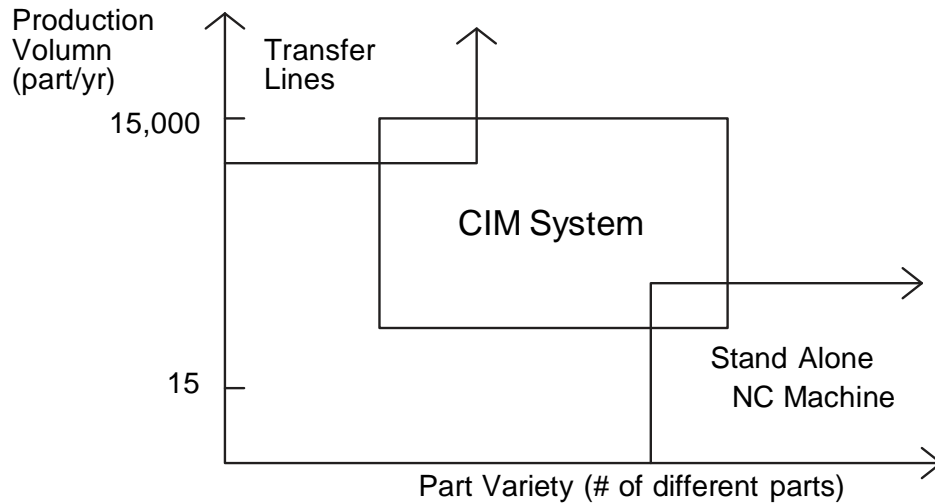 Production
Volumn
(part/yr)
Transfer
Lines
15,000
CIM System
15
Stand Alone
NC Machine
Part Variety (# of different parts)